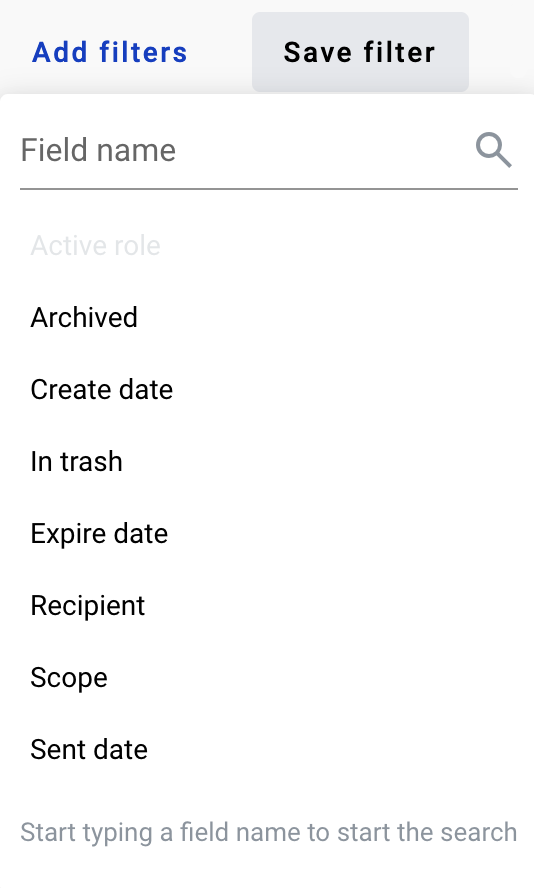 Add filters Save filter
Field name
Active role
Archived
Create date
In trash
Expire date
Recipient
Scope
Sent date
Start typing a field name to start the search